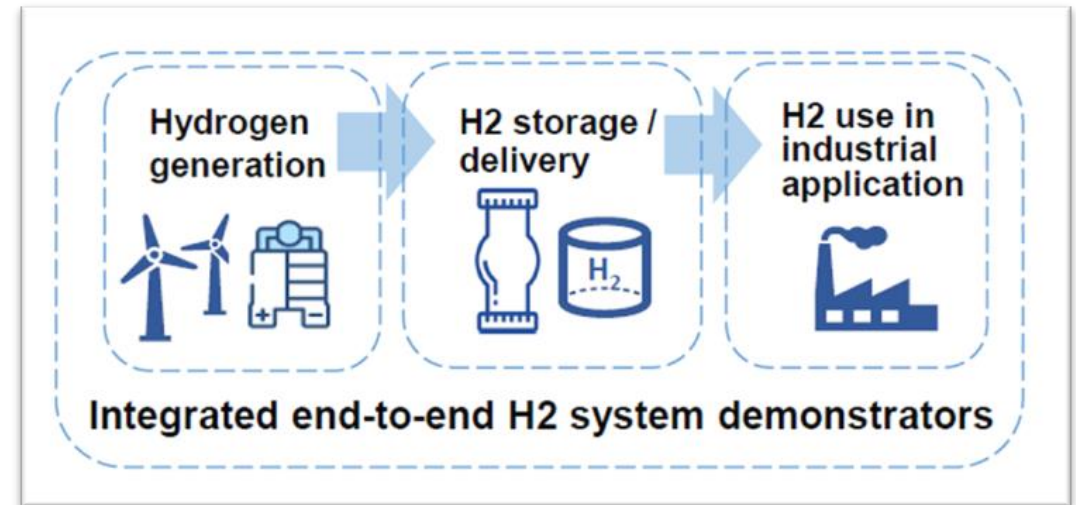 Hydrogen
generation
H2 storage /
delivery
H2 use in
industrial
application
+ −
H₂
Integrated end-to-end H2 system demonstrators